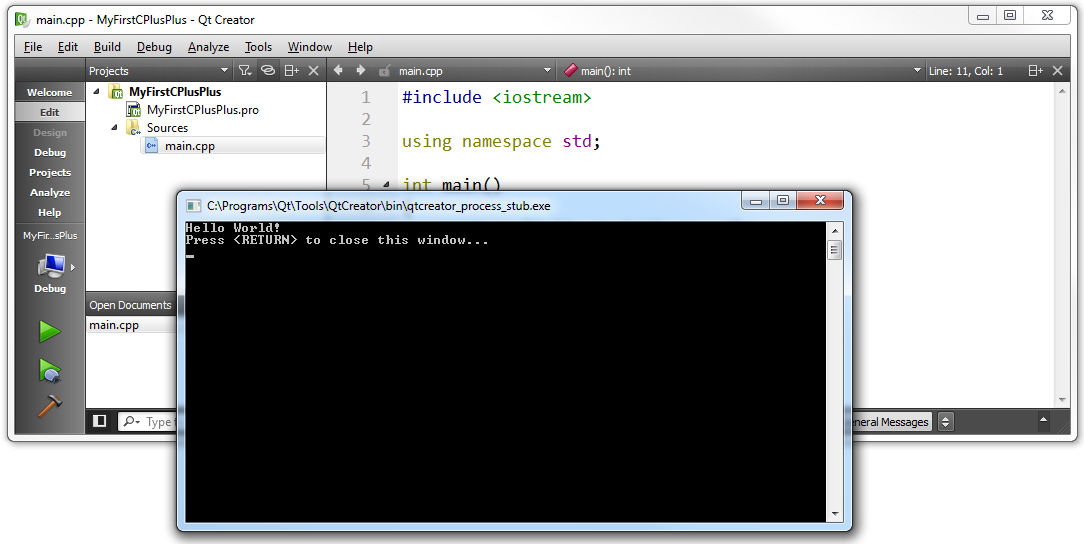 main.cpp - MyFirstCPlusPlus - Qt Creator
File Edit Build Debug Analyze Tools Window Help
Projects main.cpp main(): int Line: 11, Col: 1
Welcome
Edit
Design
Debug
Projects
Analyze
Help
MyFir...sPlus
Debug
MyFirstCPlusPlus
MyFirstCPlusPlus.pro
Sources
main.cpp
Open Documents
main.cpp
Type
1 #include <iostream>
2
3 using namespace std;
4
5 int main()
C:\Programs\Qt\Tools\QtCreator\bin\qtcreator_process_stub.exe
Hello World!
Press <RETURN> to close this window...
eneral Messages